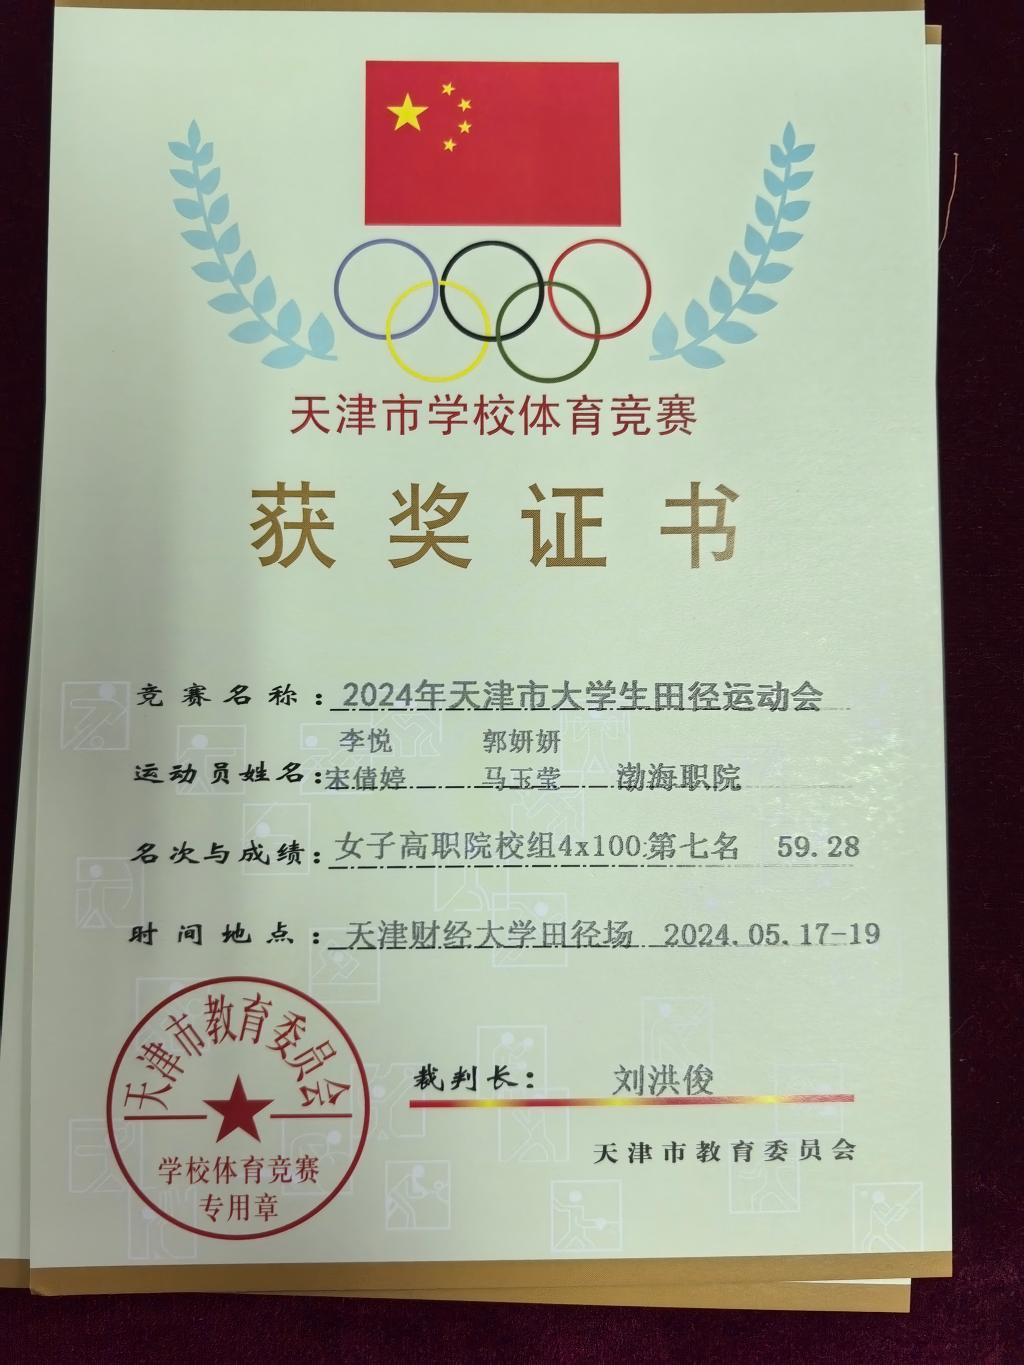 天津市学校体育竞赛
获奖证书
竞赛名称：2024年天津市大学生田径运动会
李悦 郭妍妍
运动员姓名：宋倩婷 马玉莹 渤海职院
名次与成绩：女子高职院校组4x100 第七名 59.28
时间地点：天津财经大学田径场 2024.05.17-19
天津市教育委员会
学校体育竞赛
专用章
裁判长：刘洪俊
天津市教育委员会